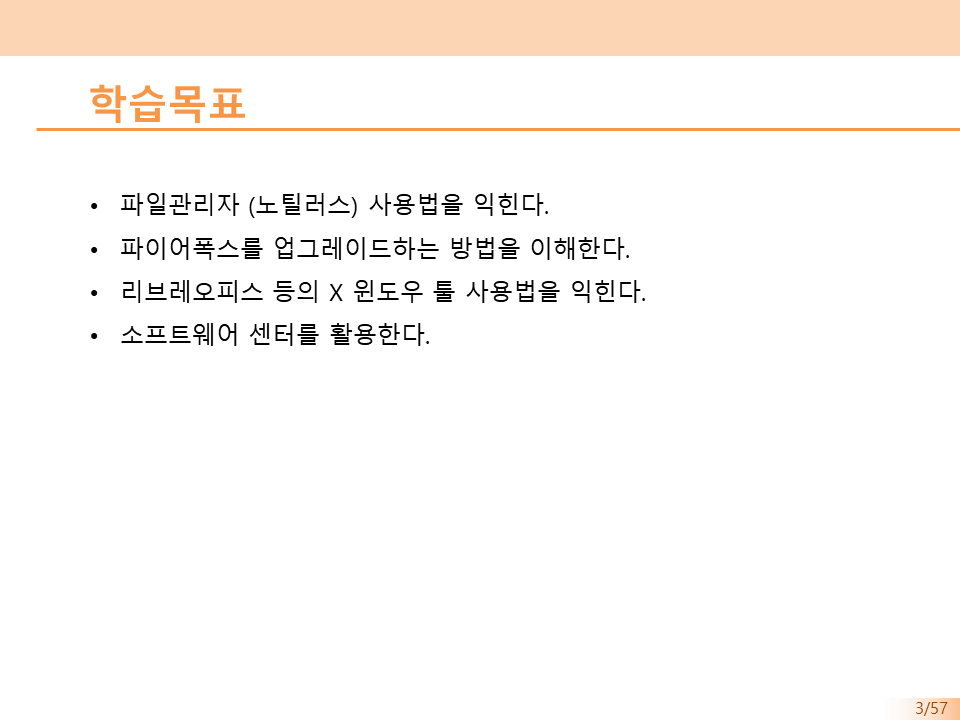 학습목표
• 파일관리자 (노틸러스) 사용법을 익힌다.
• 파이어폭스를 업그레이드하는 방법을 이해한다.
• 리브레오피스 등의 X 윈도우 툴 사용법을 익힌다.
• 소프트웨어 센터를 활용한다.
3/57